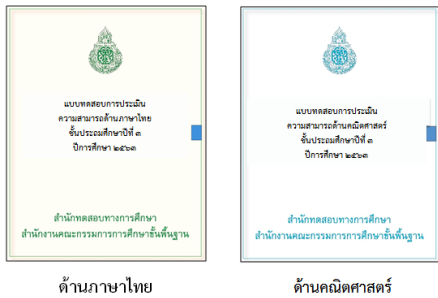 แบบทดสอบการประเมิน
ความสามารถด้านภาษาไทย
ชั้นประถมศึกษาปีที่ ๓
ปีการศึกษา ๒๕๖๓
สำนักทดสอบทางการศึกษา
สำนักงานคณะกรรมการการศึกษาขั้นพื้นฐาน
ด้านภาษาไทย
แบบทดสอบการประเมิน
ความสามารถด้านคณิตศาสตร์
ชั้นประถมศึกษาปีที่ ๓
ปีการศึกษา ๒๕๖๓
สำนักทดสอบทางการศึกษา
สำนักงานคณะกรรมการการศึกษาขั้นพื้นฐาน
ด้านคณิตศาสตร์